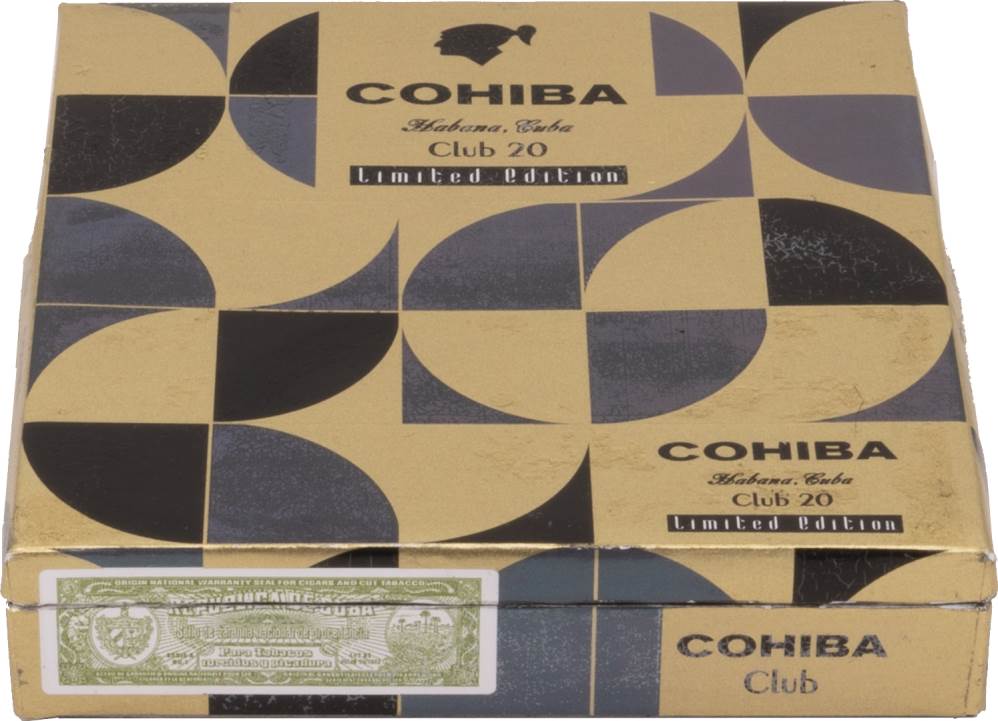 COHIBA
Habana, Cuba
Club 20
Limited Edition
COHIBA
Habana, Cuba
Club 20
Limited Edition
ORIGIN NATIONAL WARRANTY SEAL FOR CIGARS AND CUT TABACCO
REPUBLICA DE CUBA
Para Tabacos
torcidos y picadura
COHIBA
Club